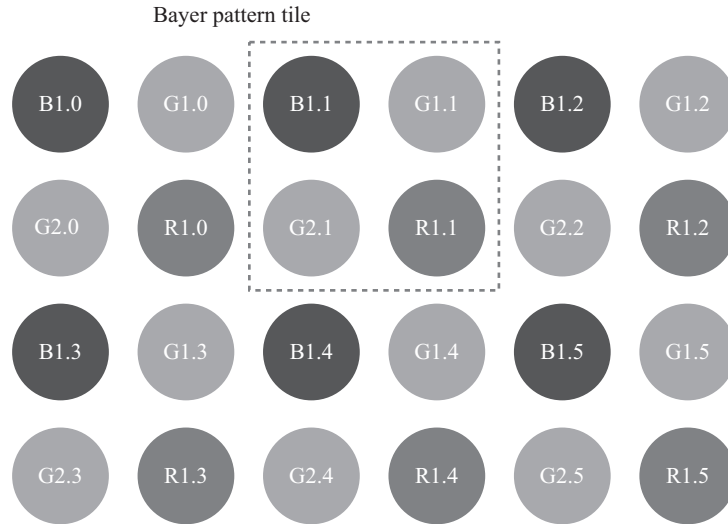 Bayer pattern tile
B1.0 G1.0 B1.1 G1.1 B1.2 G1.2
G2.0 R1.0 G2.1 R1.1 G2.2 R1.2
B1.3 G1.3 B1.4 G1.4 B1.5 G1.5
G2.3 R1.3 G2.4 R1.4 G2.5 R1.5